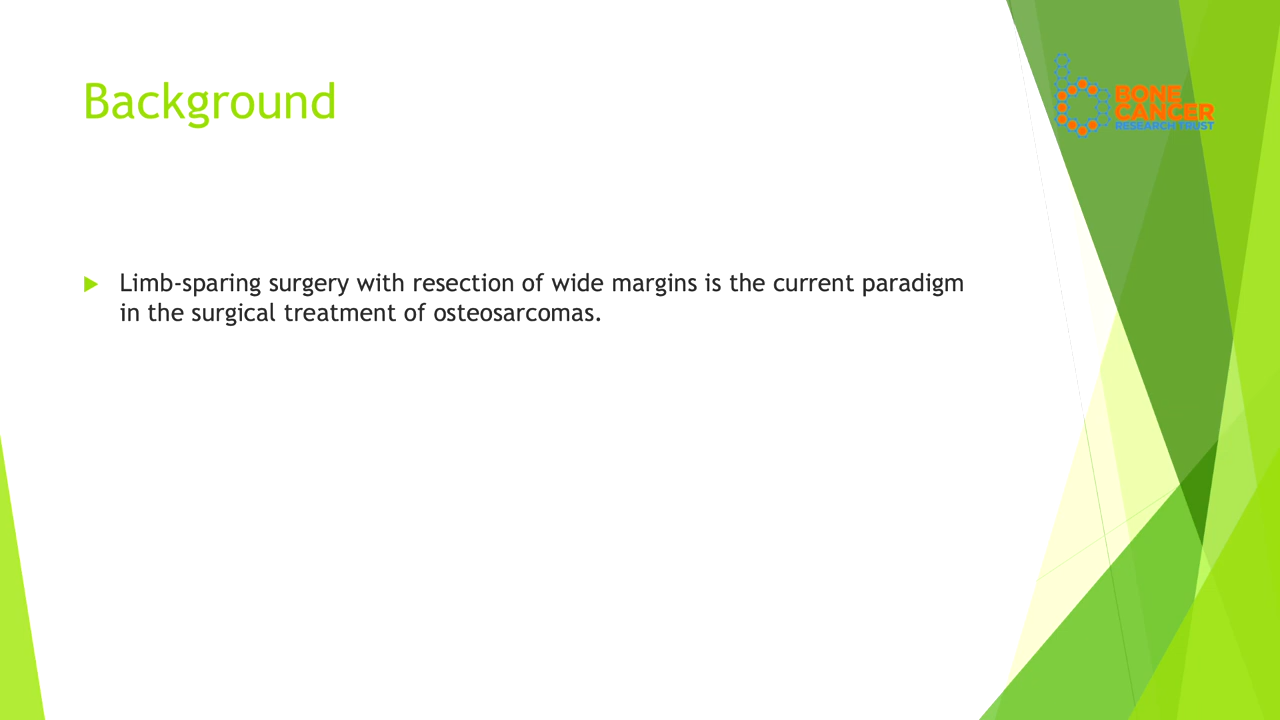 Background
BONE
CANCER
RESEARCH TRUST
Limb-sparing surgery with resection of wide margins is the current paradigm
in the surgical treatment of osteosarcomas.